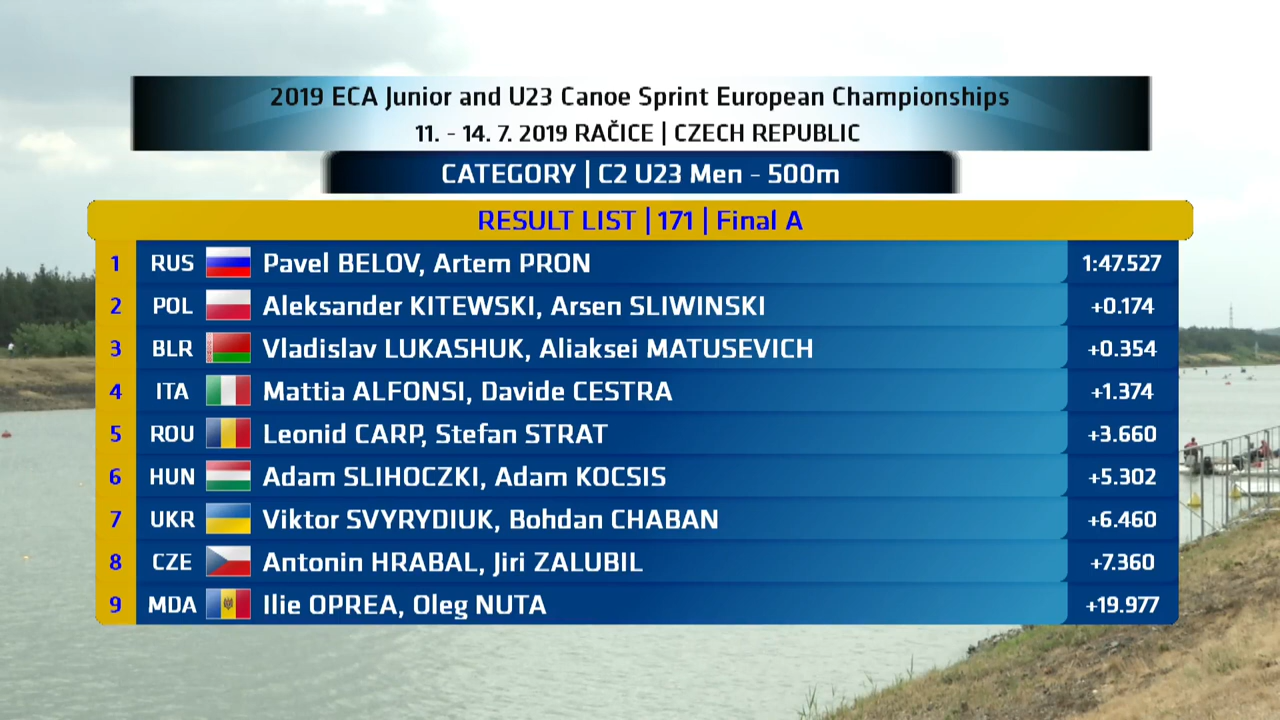 2019 ECA Junior and U23 Canoe Sprint European Championships
11. - 14. 7. 2019 RAČICE | CZECH REPUBLIC
CATEGORY | C2 U23 Men - 500m
RESULT LIST | 171 | Final A
1 RUS Pavel BELOV, Artem PRON 1:47.527
2 POL Aleksander KITEWSKI, Arsen SLIWINSKI +0.174
3 BLR Vladislav LUKASHUK, Aliaksei MATUSEVICH +0.354
4 ITA Mattia ALFONSI, Davide CESTRA +1.374
5 ROU Leonid CARP, Stefan STRAT +3.660
6 HUN Adam SLIHOCZKI, Adam KOCSIS +5.302
7 UKR Viktor SVYRYDIUK, Bohdan CHABAN +6.460
8 CZE Antonin HRABAL, Jiri ZALUBIL +7.360
9 MDA Ilie OPREA, Oleg NUTA +19.977